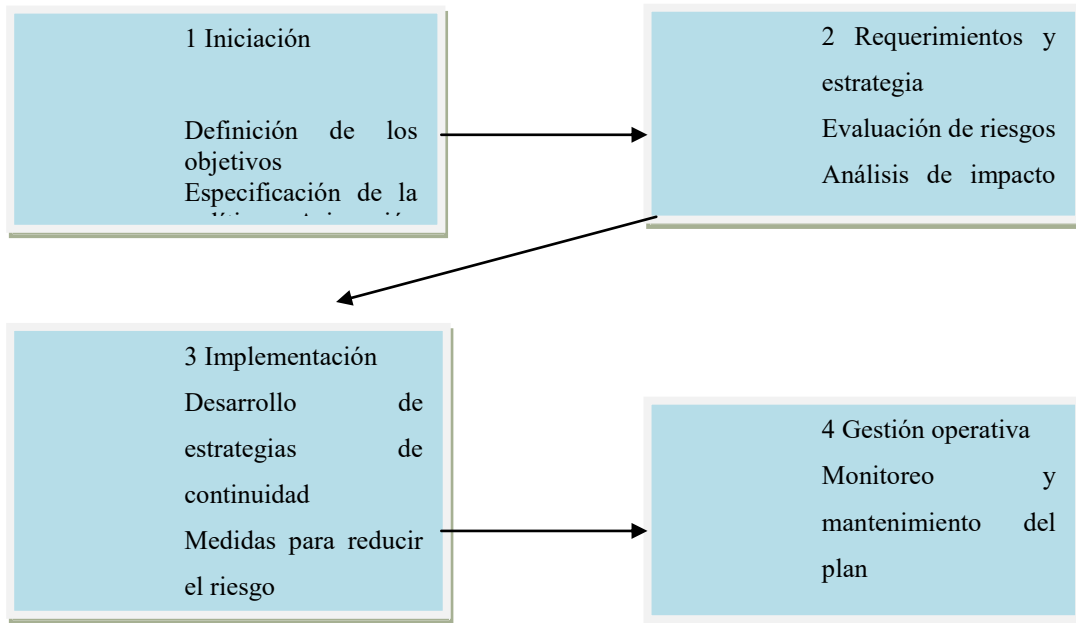 1 Iniciación
Definición de los
objetivos
Especificación de la
2 Requerimientos y
estrategia
Evaluación de riesgos
Análisis de impacto
3 Implementación
Desarrollo de
estrategias de
continuidad
Medidas para reducir
el riesgo
4 Gestión operativa
Monitoreo y
mantenimiento del
plan